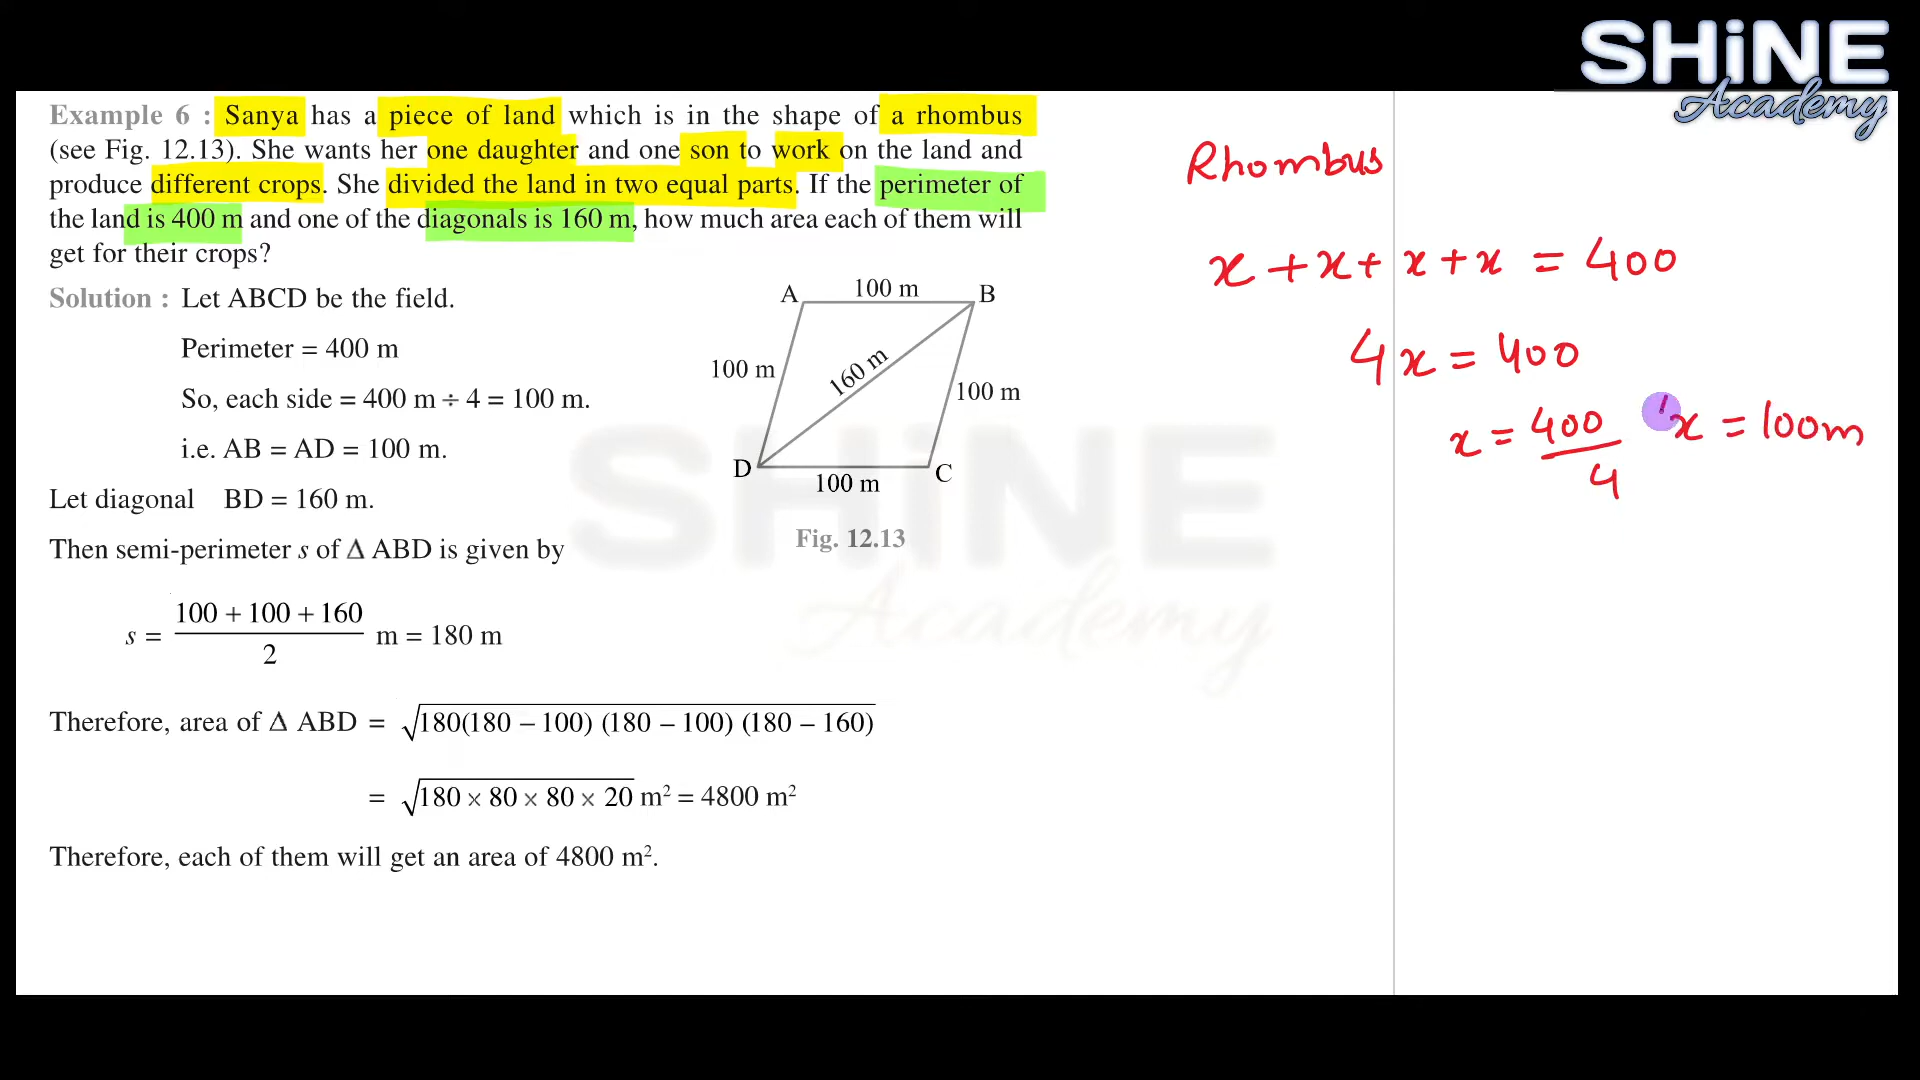 SHiNE
Academy
Example 6 : Sanya has a piece of land which is in the shape of a rhombus
(see Fig. 12.13). She wants her one daughter and one son to work on the land and
produce different crops. She divided the land in two equal parts. If the perimeter of
the land is 400 m and one of the diagonals is 160 m, how much area each of them will
get for their crops?
Solution : Let ABCD be the field.
Perimeter = 400 m
So, each side = 400 m ÷ 4 = 100 m.
i.e. AB = AD = 100 m.
Let diagonal BD = 160 m.
Then semi-perimeter s of Δ ABD is given by
s = (100 + 100 + 160)/2 m = 180 m
Therefore, area of Δ ABD = √180(180 – 100) (180 – 100) (180 – 160)
= √180 × 80 × 80 × 20 m² = 4800 m²
Therefore, each of them will get an area of 4800 m².
A 100 m B
100 m 160 m 100 m
D 100 m C
Fig. 12.13
SHiNE
Academy
Rhombus
x + x + x + x = 400
4x = 400
x = 400/4 x = 100m